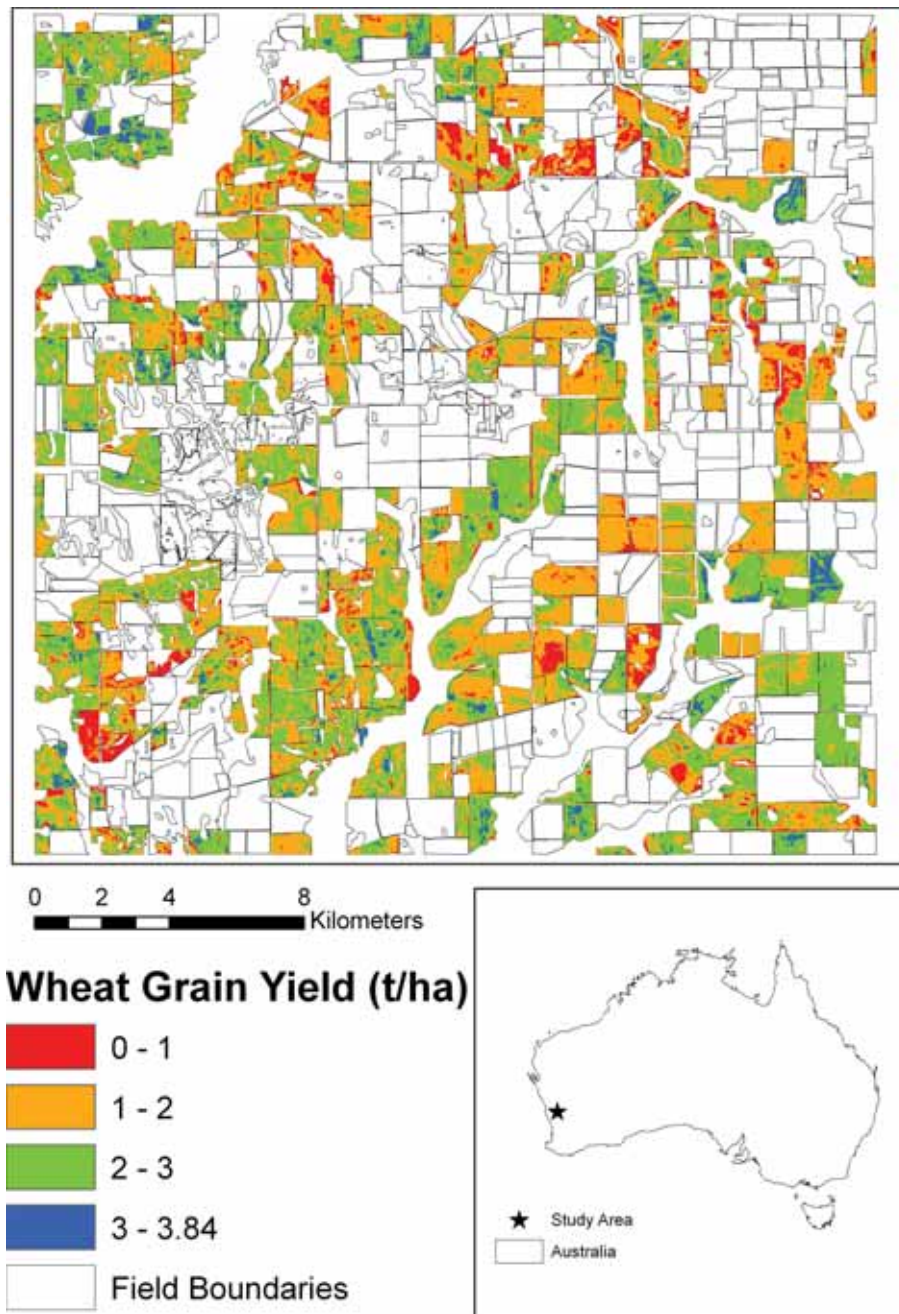 0 2 4 8
Kilometers
Wheat Grain Yield (t/ha)
0 - 1
1 - 2
2 - 3
3 - 3.84
Field Boundaries
Study Area
Australia